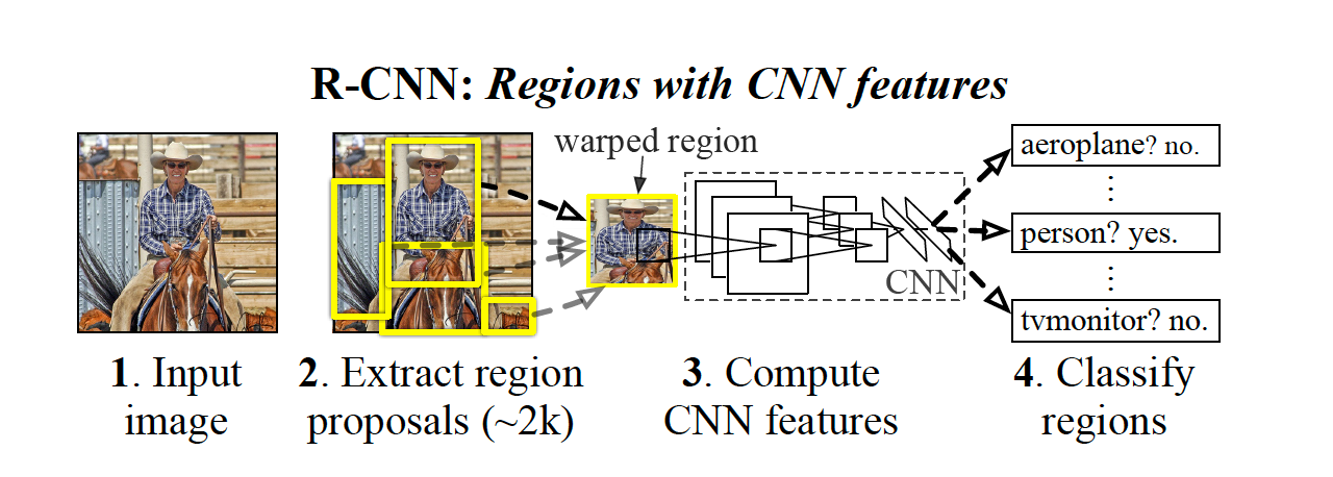 R-CNN: Regions with CNN features
warped region
aeroplane? no.
⋮
person? yes.
⋮
tvmonitor? no.
CNN
1. Input
image
2. Extract region
proposals (~2k)
3. Compute
CNN features
4. Classify
regions